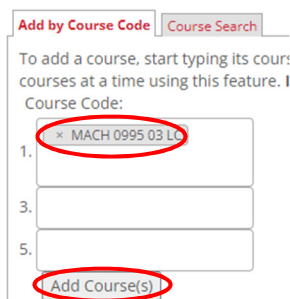 Add by Course Code Course Search
To add a course, start typing its
courses at a time using this feature.
Course Code:
× MACH 0995 03 LC
1.
3.
5.
Add Course(s)